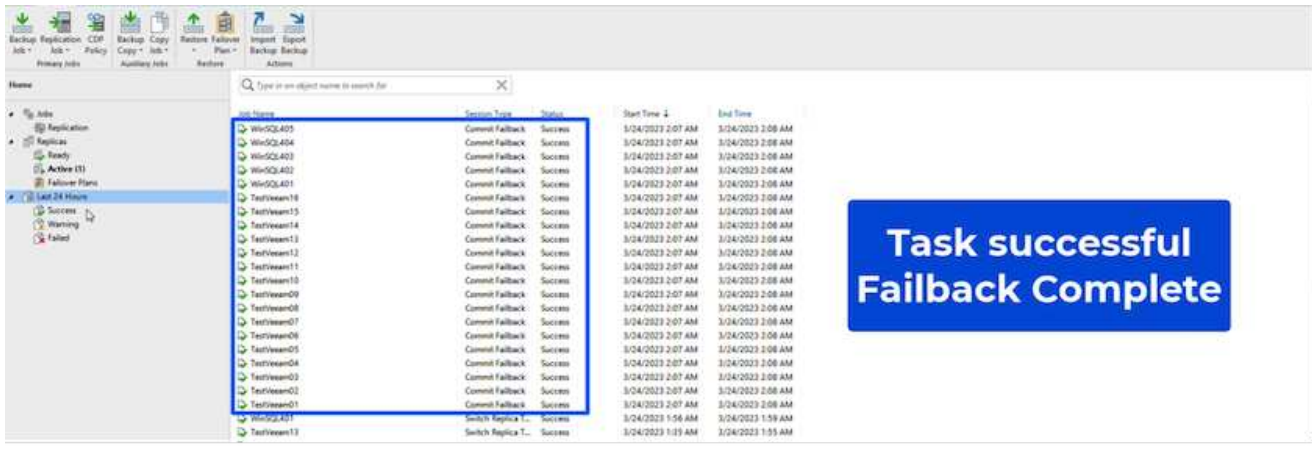 Backup Replication CDP Backup Copy Restore Failover Import Export
Job Job Policy Copy Job Plan Backup Backup
Primary Jobs Auxiliary Jobs Restore Actions
Home
Type in an object name to search for
Jobs
Replication
Replicas
Ready
Active (1)
Failover Plans
Last 24 Hours
Success
Warning
Failed
Job Name Session Type Status Start Time End Time
WinSQL405 Commit Failback Success 3/24/2023 2:07 AM 3/24/2023 2:08 AM
WinSQL404 Commit Failback Success 3/24/2023 2:07 AM 3/24/2023 2:08 AM
WinSQL403 Commit Failback Success 3/24/2023 2:07 AM 3/24/2023 2:08 AM
WinSQL402 Commit Failback Success 3/24/2023 2:07 AM 3/24/2023 2:08 AM
WinSQL401 Commit Failback Success 3/24/2023 2:07 AM 3/24/2023 2:08 AM
TestVeeam16 Commit Failback Success 3/24/2023 2:07 AM 3/24/2023 2:08 AM
TestVeeam15 Commit Failback Success 3/24/2023 2:07 AM 3/24/2023 2:08 AM
TestVeeam14 Commit Failback Success 3/24/2023 2:07 AM 3/24/2023 2:08 AM
TestVeeam13 Commit Failback Success 3/24/2023 2:07 AM 3/24/2023 2:08 AM
TestVeeam12 Commit Failback Success 3/24/2023 2:07 AM 3/24/2023 2:08 AM
TestVeeam11 Commit Failback Success 3/24/2023 2:07 AM 3/24/2023 2:08 AM
TestVeeam10 Commit Failback Success 3/24/2023 2:07 AM 3/24/2023 2:08 AM
TestVeeam09 Commit Failback Success 3/24/2023 2:07 AM 3/24/2023 2:08 AM
TestVeeam08 Commit Failback Success 3/24/2023 2:07 AM 3/24/2023 2:08 AM
TestVeeam07 Commit Failback Success 3/24/2023 2:07 AM 3/24/2023 2:08 AM
TestVeeam06 Commit Failback Success 3/24/2023 2:07 AM 3/24/2023 2:08 AM
TestVeeam05 Commit Failback Success 3/24/2023 2:07 AM 3/24/2023 2:08 AM
TestVeeam04 Commit Failback Success 3/24/2023 2:07 AM 3/24/2023 2:08 AM
TestVeeam03 Commit Failback Success 3/24/2023 2:07 AM 3/24/2023 2:08 AM
TestVeeam02 Commit Failback Success 3/24/2023 2:07 AM 3/24/2023 2:08 AM
TestVeeam01 Commit Failback Success 3/24/2023 2:07 AM 3/24/2023 2:08 AM
WinSQL401 Switch Replica T... Success 3/24/2023 1:56 AM 3/24/2023 1:59 AM
TestVeeam13 Switch Replica T... Success 3/24/2023 1:55 AM
Task successful
Failback Complete